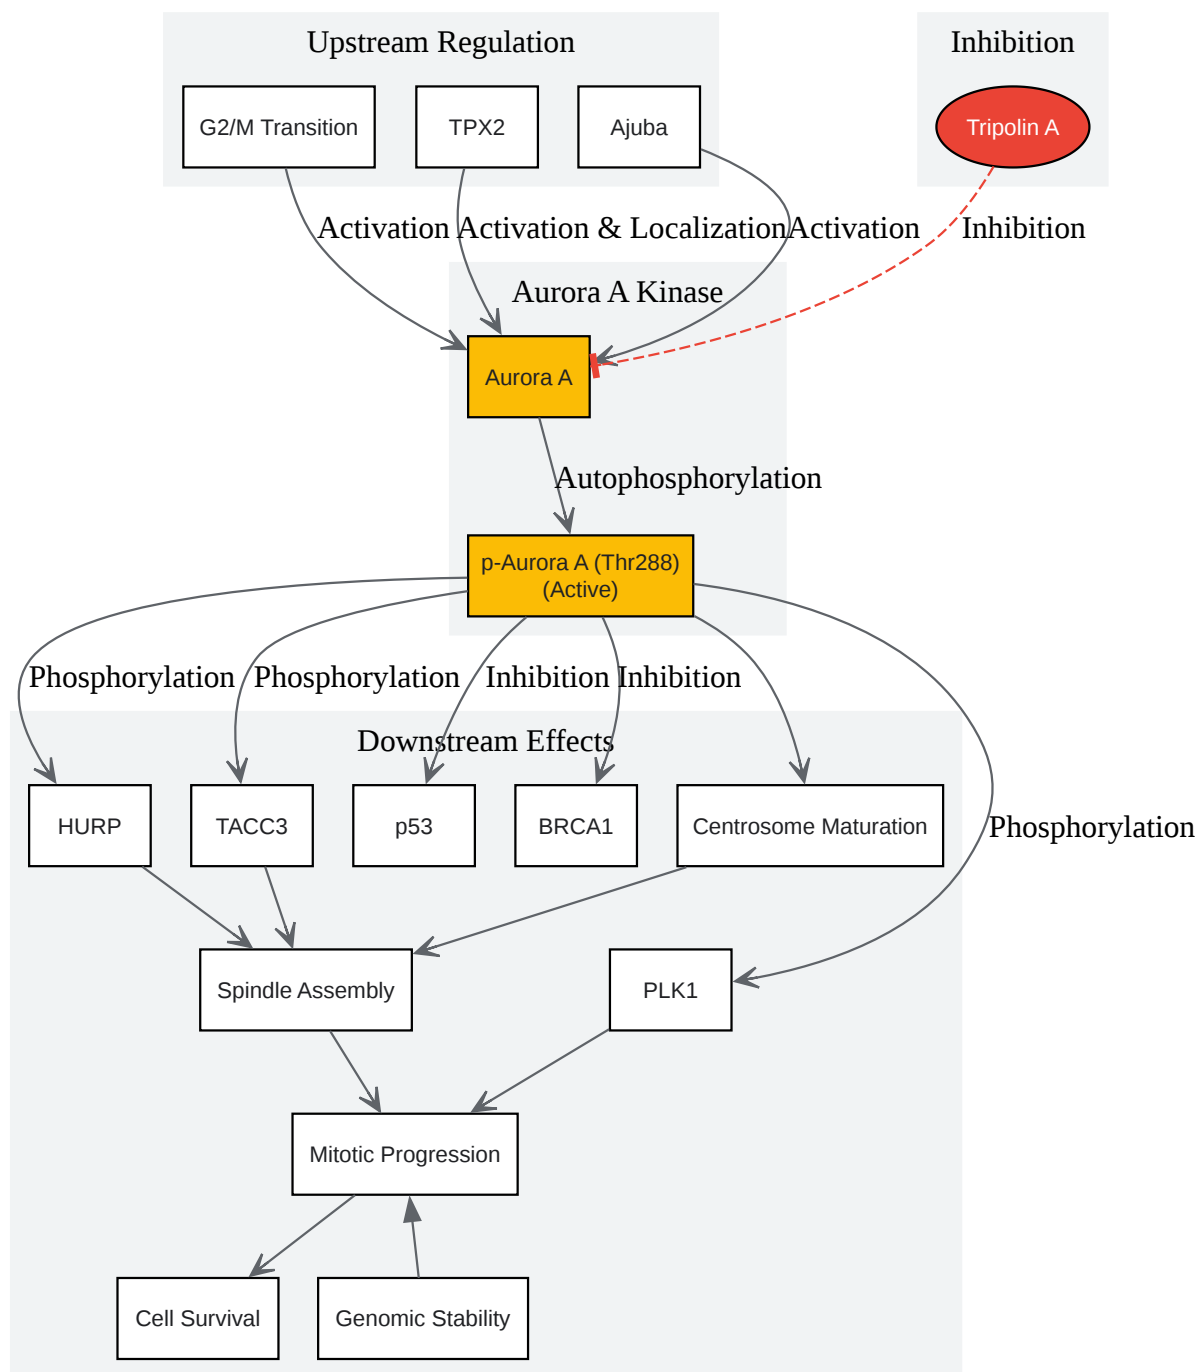 Upstream Regulation
Inhibition
G2/M Transition
TPX2
Ajuba
Tripolin A
Activation
Activation & Localization
Activation
Inhibition
Aurora A Kinase
Aurora A
Autophosphorylation
p-Aurora A (Thr288)
(Active)
Phosphorylation
Phosphorylation
Inhibition
Inhibition
Downstream Effects
HURP
TACC3
p53
BRCA1
Centrosome Maturation
Phosphorylation
Spindle Assembly
PLK1
Mitotic Progression
Cell Survival
Genomic Stability